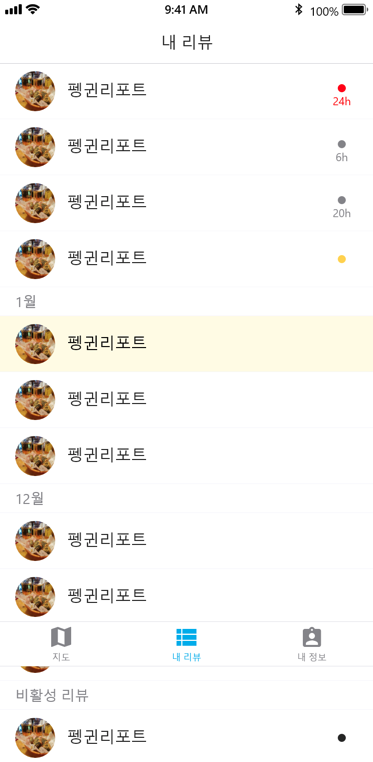 9:41 AM
100%
내 리뷰
펭귄리포트
24h
펭귄리포트
6h
펭귄리포트
20h
펭귄리포트
1월
펭귄리포트
펭귄리포트
펭귄리포트
12월
펭귄리포트
펭귄리포트
지도
내 리뷰
내 정보
비활성 리뷰
펭귄리포트